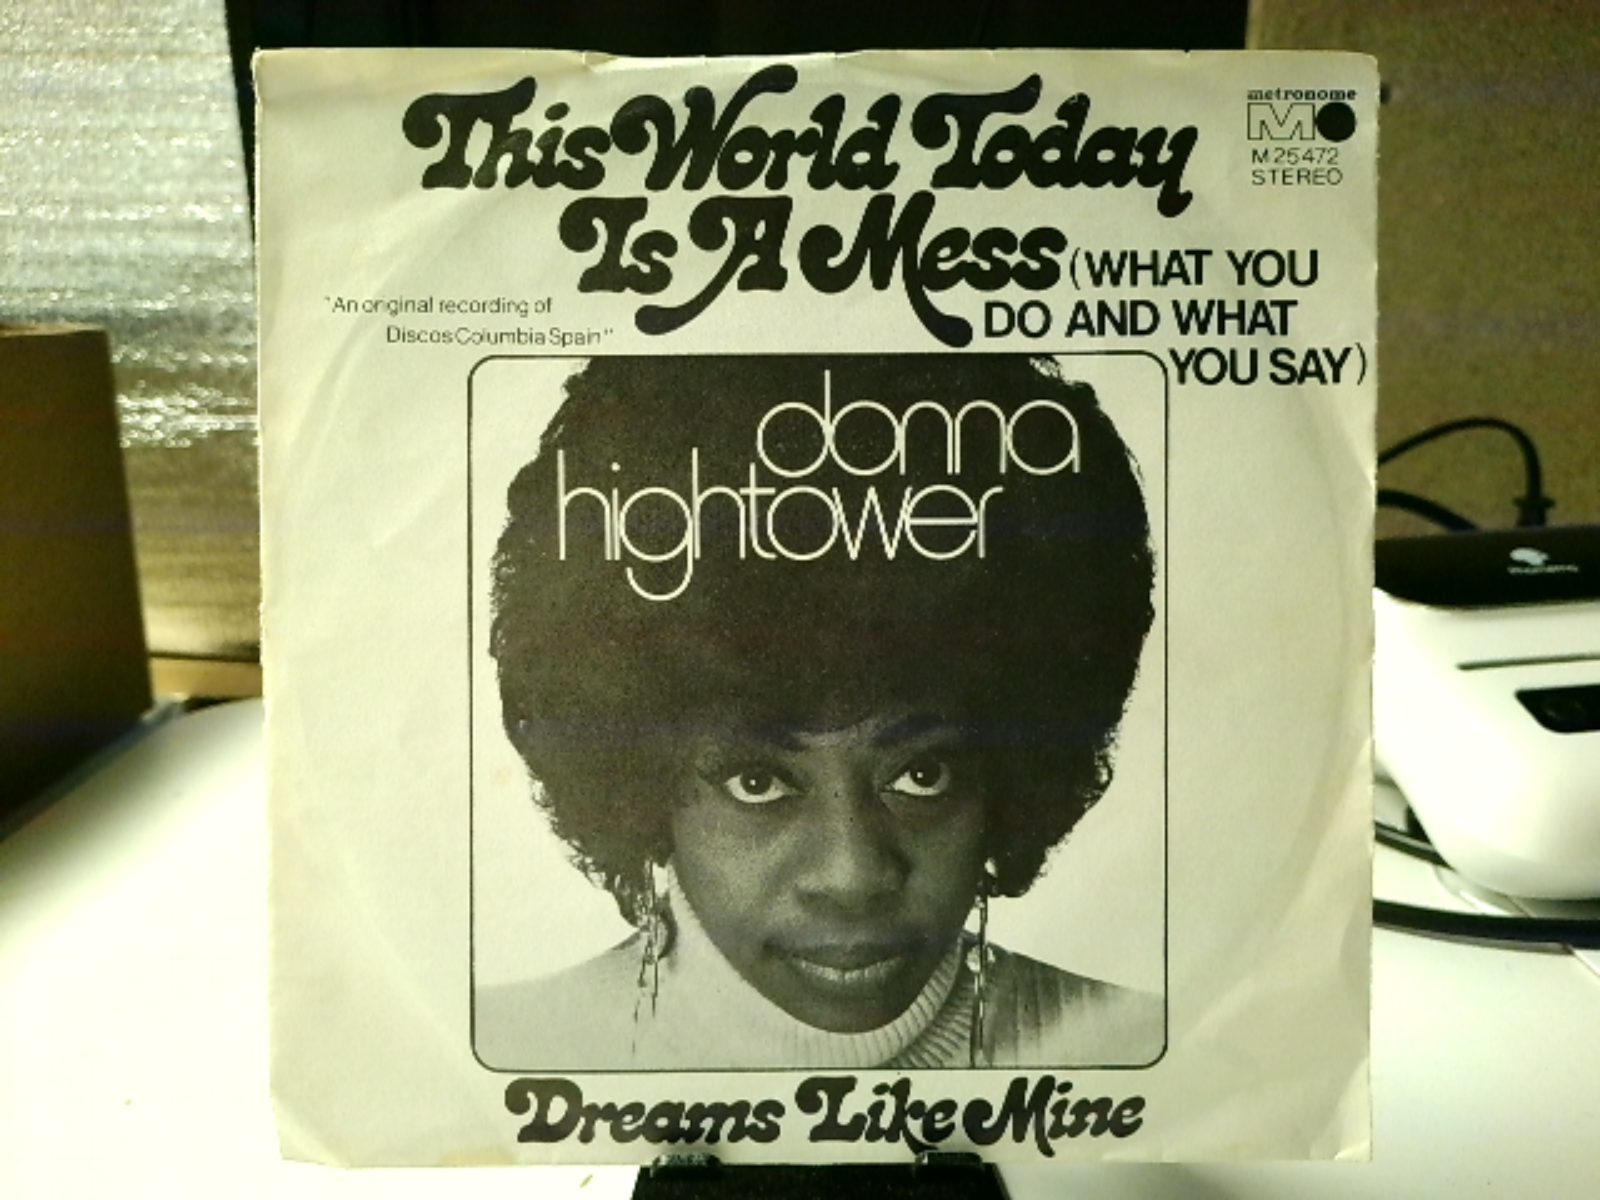 This World Today
Is A Mess (WHAT YOU
DO AND WHAT
YOU SAY)
metronome
MO
M 25472
STEREO
"An original recording of
Discos Columbia Spain"
donna
hightower
Dreams Like Mine